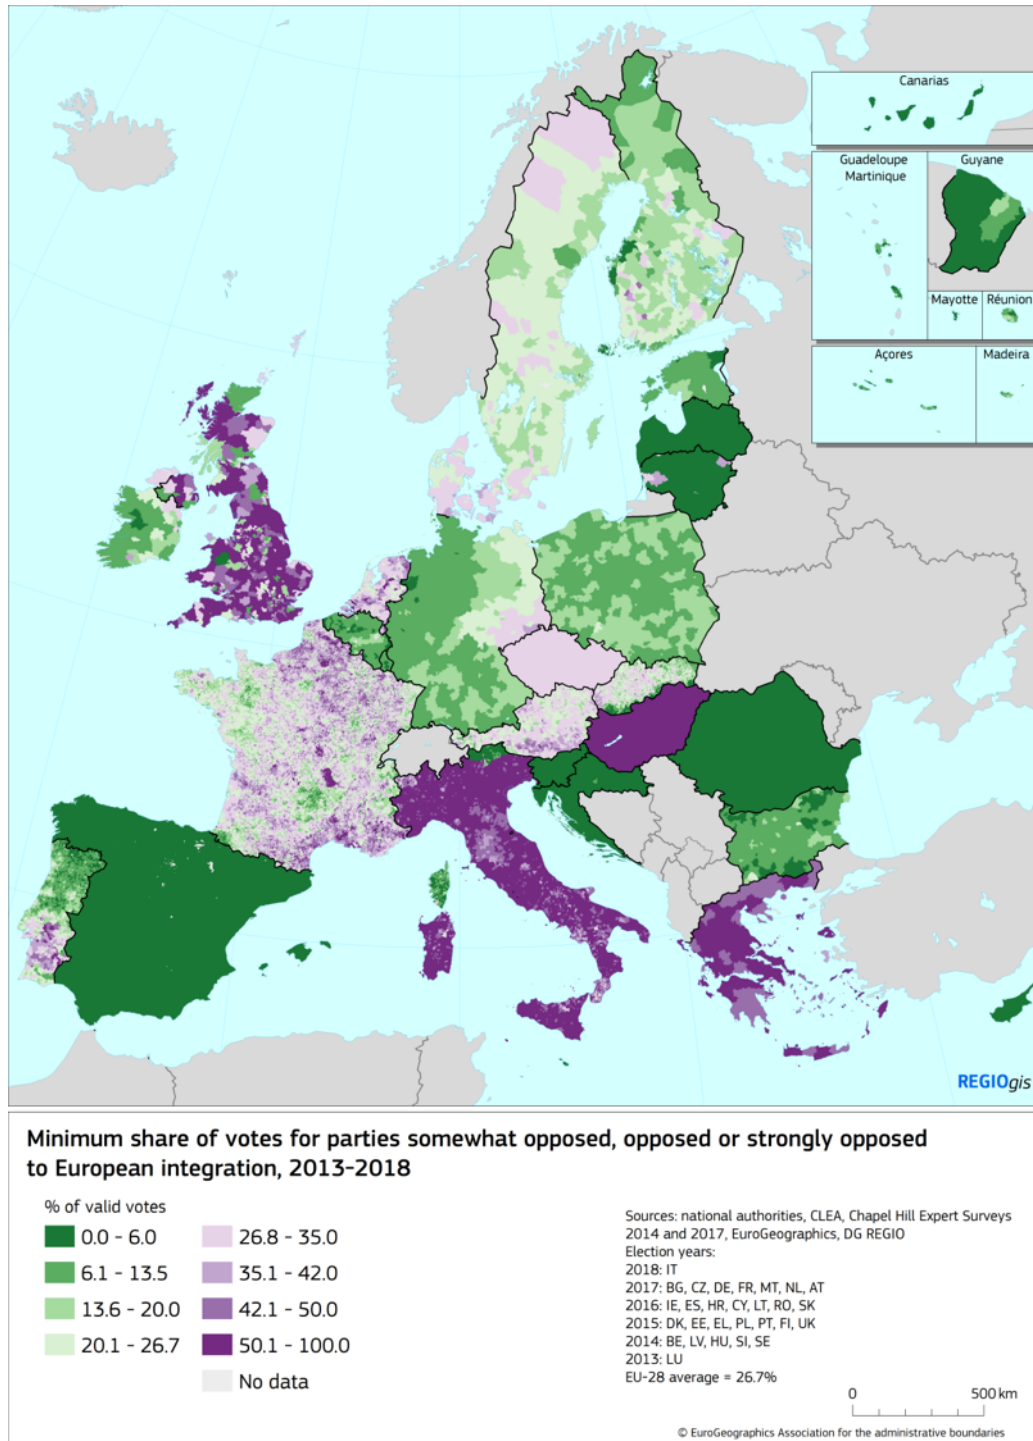 Canarias
Guadeloupe
Martinique
Guyane
Mayotte
Réunion
Açores
Madeira
REGIOgis
Minimum share of votes for parties somewhat opposed, opposed or strongly opposed
to European integration, 2013-2018
% of valid votes
0.0 - 6.0
6.1 - 13.5
13.6 - 20.0
20.1 - 26.7
26.8 - 35.0
35.1 - 42.0
42.1 - 50.0
50.1 - 100.0
No data
Sources: national authorities, CLEA, Chapel Hill Expert Surveys
2014 and 2017, EuroGeographics, DG REGIO
Election years:
2018: IT
2017: BG, CZ, DE, FR, MT, NL, AT
2016: IE, ES, HR, CY, LT, RO, SK
2015: DK, EE, EL, PL, PT, FI, UK
2014: BE, LV, HU, SI, SE
2013: LU
EU-28 average = 26.7%
0 500 km
© EuroGeographics Association for the administrative boundaries